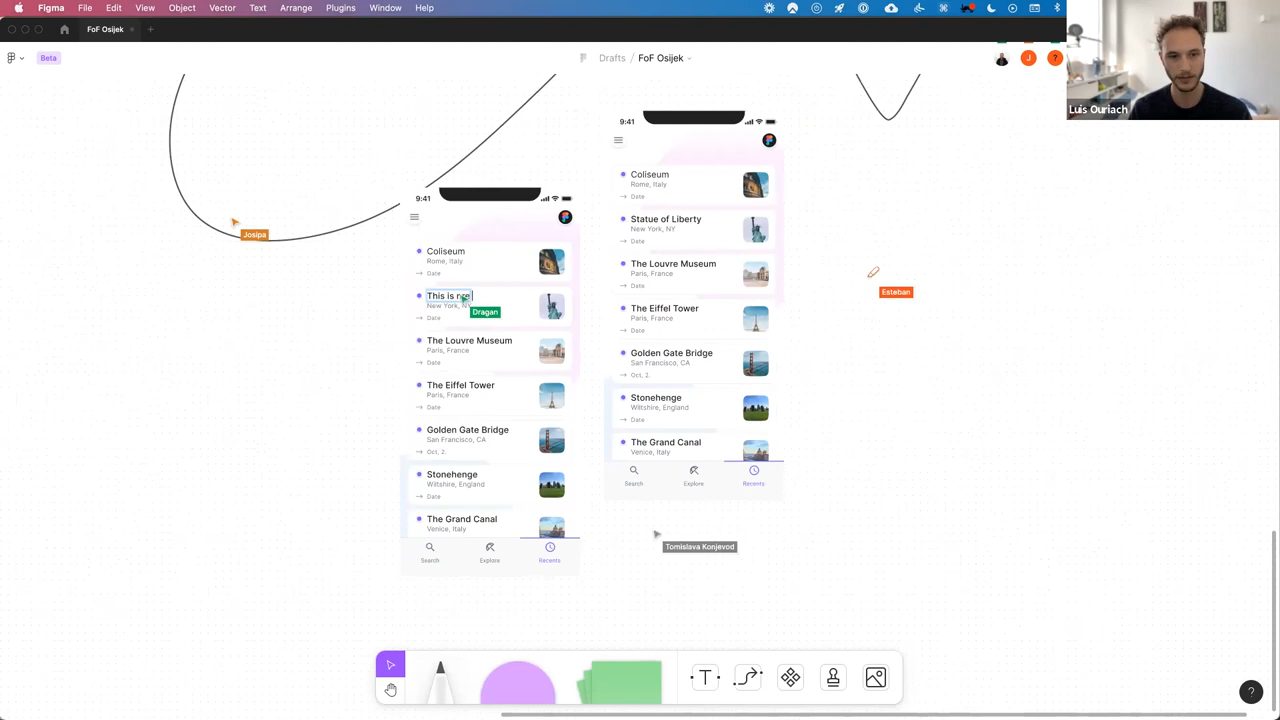 Figma File Edit View Object Vector Text Arrange Plugins Window Help
FoF Osijek
Beta
Drafts / FoF Osijek
J
?
Luis Ouriach
9:41
Coliseum
Rome, Italy
Date
This is
New York, NY
Date
The Louvre Museum
Paris, France
Date
The Eiffel Tower
Paris, France
Date
Golden Gate Bridge
San Francisco, CA
Oct, 2.
Stonehenge
Wiltshire, England
Date
The Grand Canal
Venice, Italy
Search
Explore
Recents
9:41
Coliseum
Rome, Italy
Date
Statue of Liberty
New York, NY
Date
The Louvre Museum
Paris, France
Date
The Eiffel Tower
Paris, France
Date
Golden Gate Bridge
San Francisco, CA
Oct, 2.
Stonehenge
Wiltshire, England
Date
The Grand Canal
Venice, Italy
Search
Explore
Recents
Josipa
Dragan
Esteban
Tomislava Konjevod
T
?